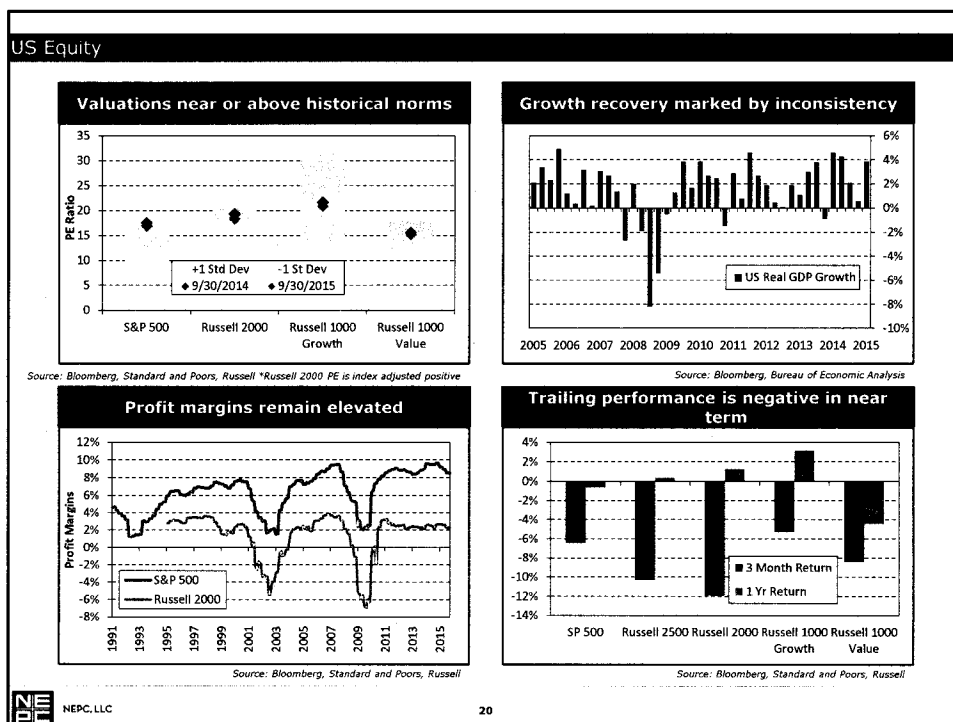 US Equity
Valuations near or above historical norms
35
30
25
20
15
10
5
0
PE Ratio
+1 Std Dev -1 St Dev
9/30/2014 9/30/2015
S&P 500 Russell 2000 Russell 1000 Russell 1000
Growth Value
Source: Bloomberg, Standard and Poors, Russell *Russell 2000 PE is index adjusted positive
Growth recovery marked by inconsistency
6%
4%
2%
0%
-2%
-4%
-6%
-8%
-10%
US Real GDP Growth
2005 2006 2007 2008 2009 2010 2011 2012 2013 2014 2015
Source: Bloomberg, Bureau of Economic Analysis
Profit margins remain elevated
12%
10%
8%
6%
4%
2%
0%
-2%
-4%
-6%
-8%
Profit Margins
S&P 500
Russell 2000
1991 1993 1995 1997 1999 2001 2003 2005 2007 2009 2011 2013 2015
Source: Bloomberg, Standard and Poors, Russell
Trailing performance is negative in near
term
4%
2%
0%
-2%
-4%
-6%
-8%
-10%
-12%
-14%
3 Month Return
1 Yr Return
SP 500 Russell 2500 Russell 2000 Russell 1000 Russell 1000
Growth Value
Source: Bloomberg, Standard and Poors, Russell
NE
PC
NEPC, LLC
20